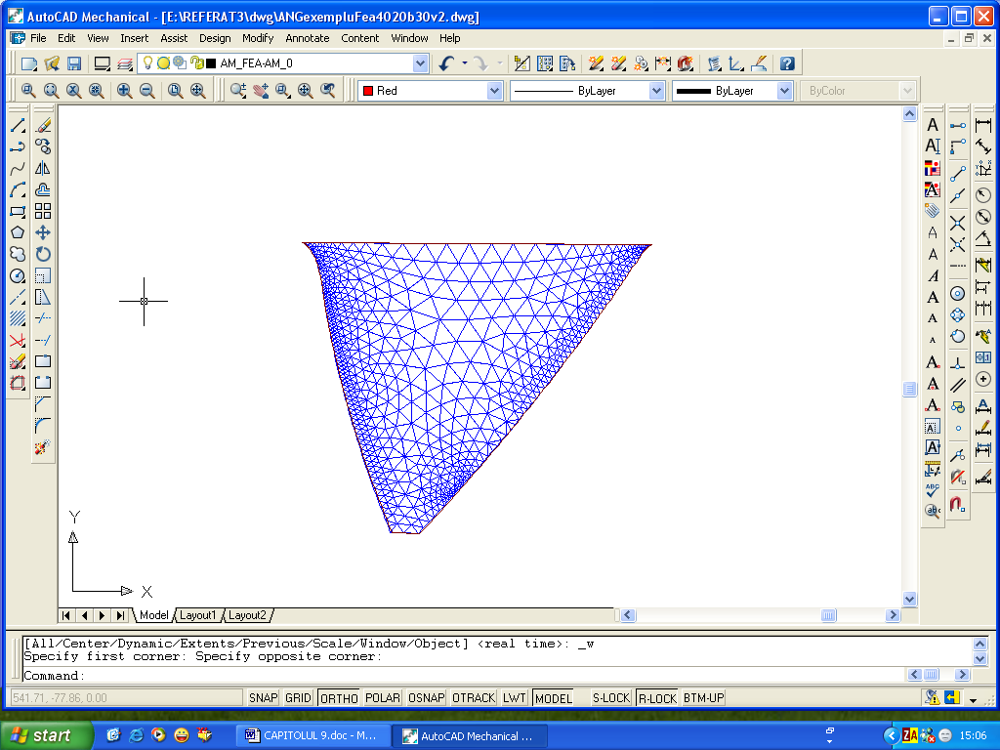 AutoCAD Mechanical - [E:\REFERAT3\dwg\ANGexempluFea4020b30v2.dwg]
File Edit View Insert Assist Design Modify Annotate Content Window Help
AM_FEA-AM_0
Red ByLayer ByLayer ByColor
Y
X
Model Layout1 Layout2
[All/Center/Dynamic/Extents/Previous/Scale/Window/Object] <real time>: _w
Specify first corner: Specify opposite corner:
Command:
541.71, -77.86, 0.00 SNAP GRID ORTHO POLAR OSNAP OTRACK LWT MODEL S-LOCK R-LOCK BTM-UP
start CAPITOLUL 9.doc - M... AutoCAD Mechanical ... ZA 15:06